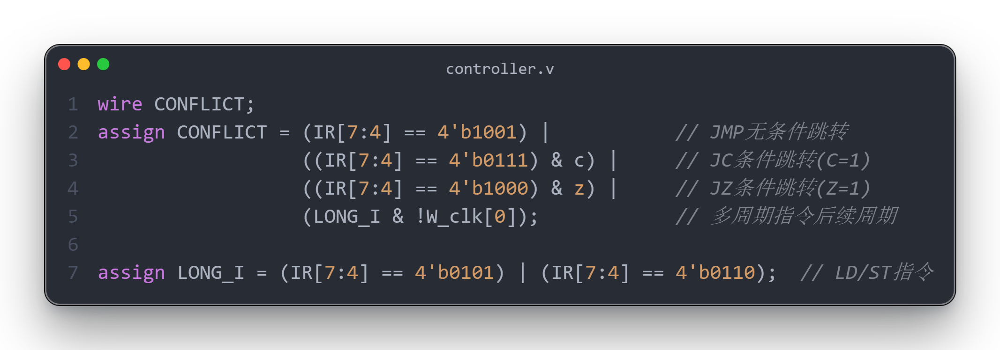 controller.v
1 wire CONFLICT;
2 assign CONFLICT = (IR[7:4] == 4'b1001) |           // JMP无条件跳转
3                   ((IR[7:4] == 4'b0111) & c) |     // JC条件跳转(C=1)
4                   ((IR[7:4] == 4'b1000) & z) |     // JZ条件跳转(Z=1)
5                   (LONG_I & !W_clk[0]);            // 多周期指令后续周期
6
7 assign LONG_I = (IR[7:4] == 4'b0101) | (IR[7:4] == 4'b0110);  // LD/ST指令